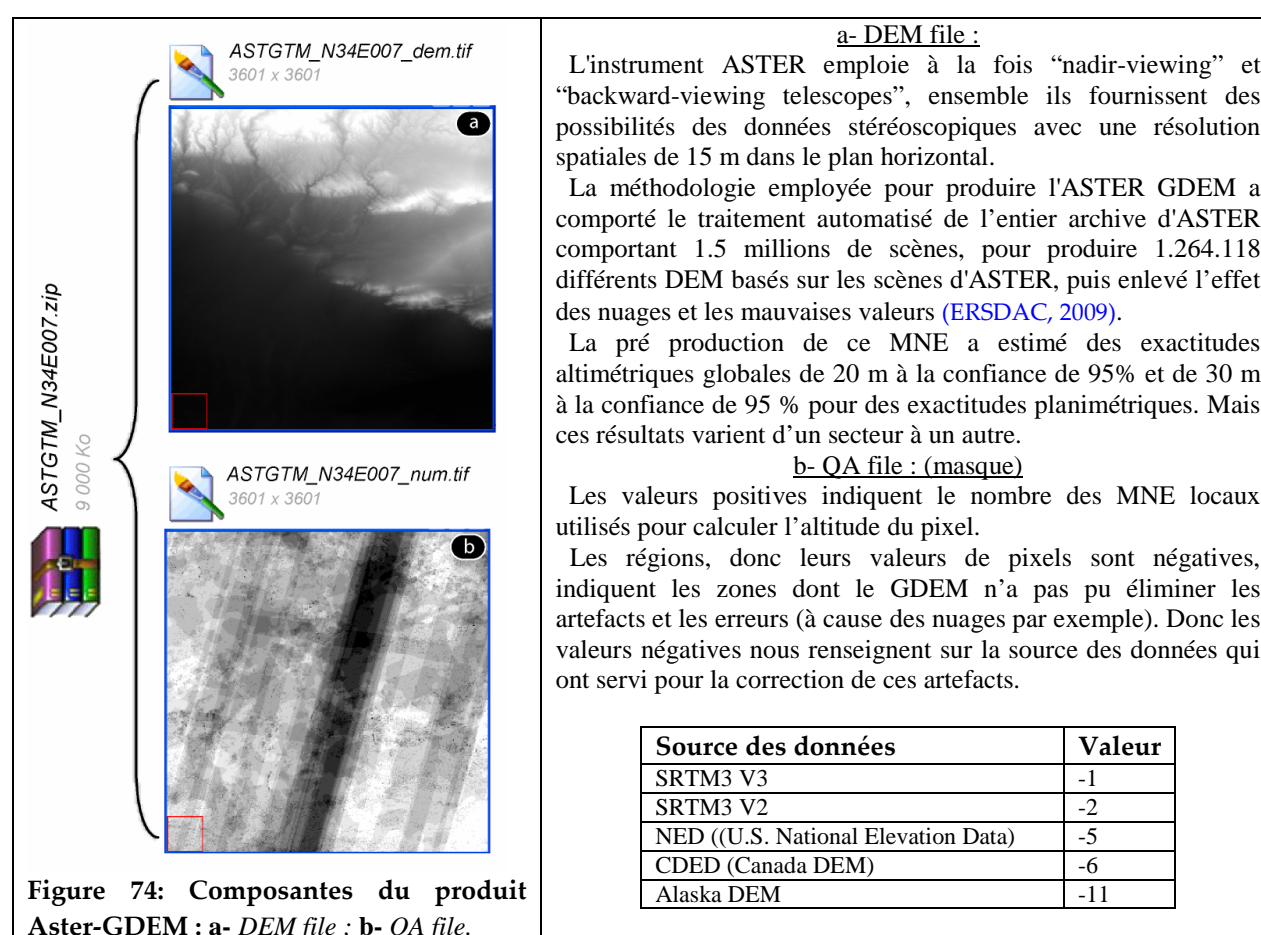 ASTGTM_N34E007.zip
9 000 Ko
ASTGTM_N34E007_dem.tif
3601 x 3601
a
ASTGTM_N34E007_num.tif
3601 x 3601
b
Figure 74: Composantes du produit
Aster-GDEM : a- DEM file ; b- QA file.
a- DEM file :
L'instrument ASTER emploie à la fois “nadir-viewing” et
“backward-viewing telescopes”, ensemble ils fournissent des
possibilités des données stéréoscopiques avec une résolution
spatiales de 15 m dans le plan horizontal.
La méthodologie employée pour produire l'ASTER GDEM a
comporté le traitement automatisé de l’entier archive d'ASTER
comportant 1.5 millions de scènes, pour produire 1.264.118
différents DEM basés sur les scènes d'ASTER, puis enlevé l’effet
des nuages et les mauvaises valeurs (ERSDAC, 2009).
La pré production de ce MNE a estimé des exactitudes
altimétriques globales de 20 m à la confiance de 95% et de 30 m
à la confiance de 95 % pour des exactitudes planimétriques. Mais
ces résultats varient d’un secteur à un autre.
b- QA file : (masque)
Les valeurs positives indiquent le nombre des MNE locaux
utilisés pour calculer l’altitude du pixel.
Les régions, donc leurs valeurs de pixels sont négatives,
indiquent les zones dont le GDEM n’a pas pu éliminer les
artefacts et les erreurs (à cause des nuages par exemple). Donc les
valeurs négatives nous renseignent sur la source des données qui
ont servi pour la correction de ces artefacts.
Source des données Valeur
SRTM3 V3 -1
SRTM3 V2 -2
NED ((U.S. National Elevation Data) -5
CDED (Canada DEM) -6
Alaska DEM -11